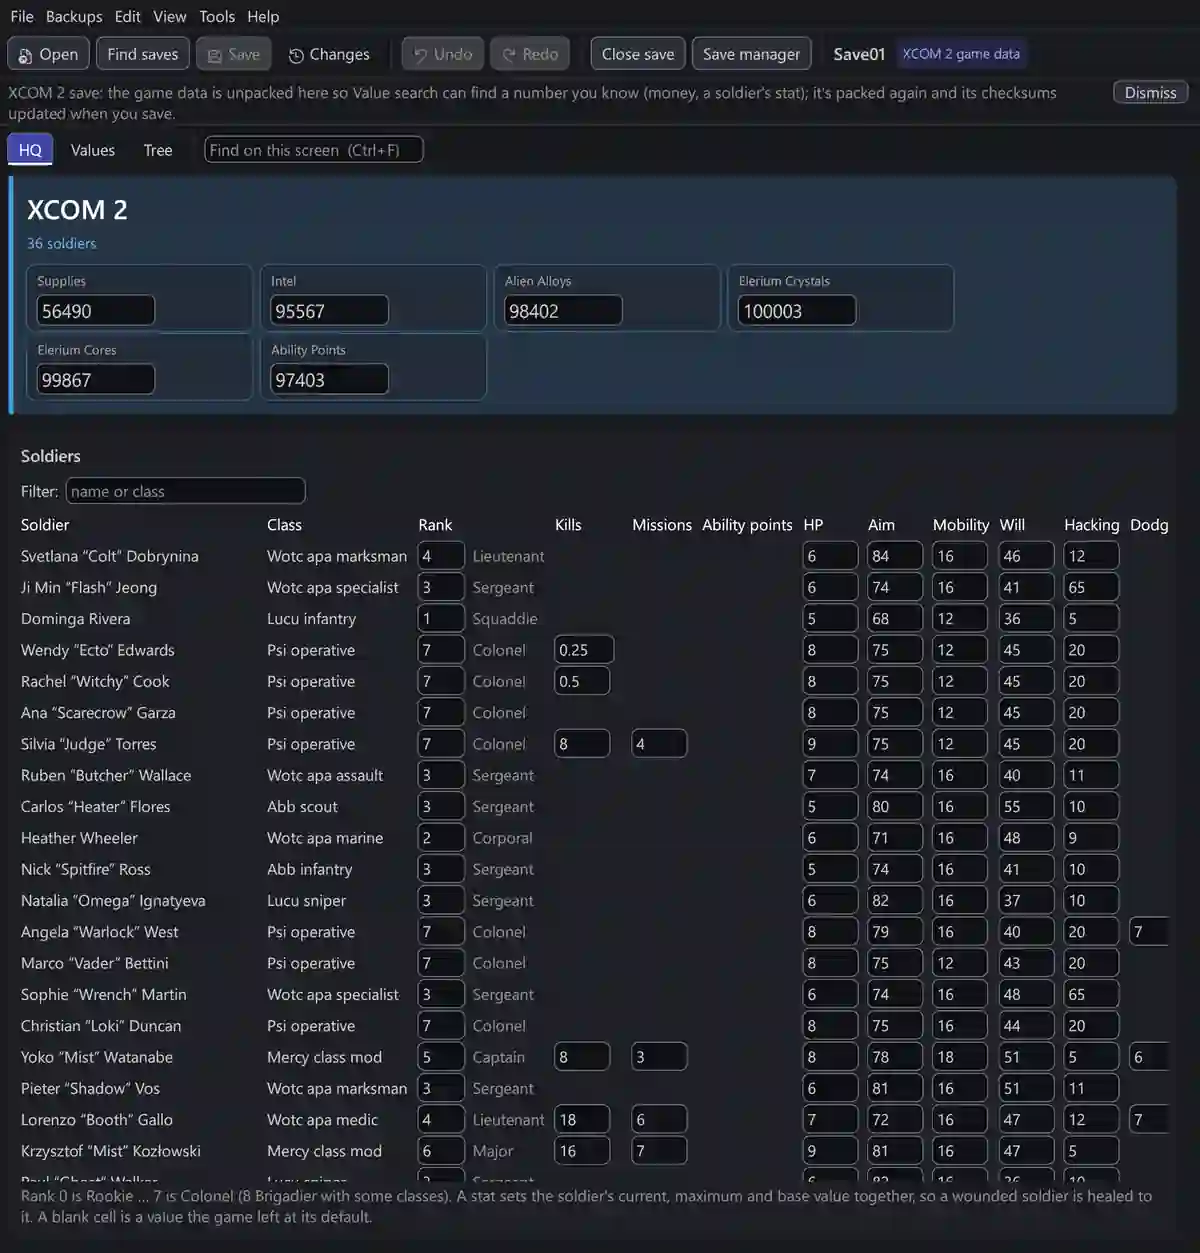 File Backups Edit View Tools Help
Open Find saves Save Changes Undo Redo Close save Save manager Save01 XCOM 2 game data
XCOM 2 save: the game data is unpacked here so Value search can find a number you know (money, a soldier's stat); it's packed again and its checksums
updated when you save.
Dismiss
HQ Values Tree Find on this screen (Ctrl+F)
XCOM 2
36 soldiers
Supplies Intel Alien Alloys Elerium Crystals
56490 95567 98402 100003
Elerium Cores Ability Points
99867 97403
Soldiers
Filter: name or class
Soldier Class Rank Kills Missions Ability points HP Aim Mobility Will Hacking Dodg
Svetlana “Colt” Dobrynina Wotc apa marksman 4 Lieutenant 6 84 16 46 12
Ji Min “Flash” Jeong Wotc apa specialist 3 Sergeant 6 74 16 41 65
Dominga Rivera Lucu infantry 1 Squaddie 5 68 12 36 5
Wendy “Ecto” Edwards Psi operative 7 Colonel 0.25 8 75 12 45 20
Rachel “Witchy” Cook Psi operative 7 Colonel 0.5 8 75 12 45 20
Ana “Scarecrow” Garza Psi operative 7 Colonel 8 75 12 45 20
Silvia “Judge” Torres Psi operative 7 Colonel 8 4 9 75 12 45 20
Ruben “Butcher” Wallace Wotc apa assault 3 Sergeant 7 74 16 40 11
Carlos “Heater” Flores Abb scout 3 Sergeant 5 80 16 55 10
Heather Wheeler Wotc apa marine 2 Corporal 6 71 16 48 9
Nick “Spitfire” Ross Abb infantry 3 Sergeant 5 74 16 41 10
Natalia “Omega” Ignatyeva Lucu sniper 3 Sergeant 6 82 16 37 10
Angela “Warlock” West Psi operative 7 Colonel 8 79 16 40 20 7
Marco “Vader” Bettini Psi operative 7 Colonel 8 75 12 43 20
Sophie “Wrench” Martin Wotc apa specialist 3 Sergeant 6 74 16 48 65
Christian “Loki” Duncan Psi operative 7 Colonel 8 75 16 44 20
Yoko “Mist” Watanabe Mercy class mod 5 Captain 8 3 8 78 18 51 5 6
Pieter “Shadow” Vos Wotc apa marksman 3 Sergeant 6 81 16 51 11
Lorenzo “Booth” Gallo Wotc apa medic 4 Lieutenant 18 6 7 72 16 47 12 7
Krzysztof “Mist” Kozłowski Mercy class mod 6 Major 16 7 9 81 16 47 5
Rank 0 is Rookie ... 7 is Colonel (8 Brigadier with some classes). A stat sets the soldier's current, maximum and base value together, so a wounded soldier is healed to
it. A blank cell is a value the game left at its default.